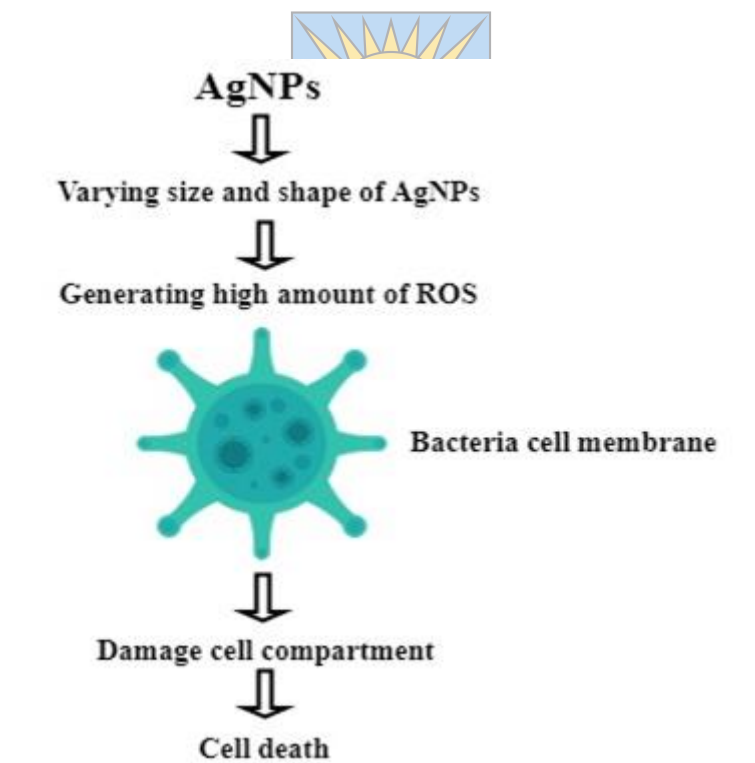 AgNPs
Varying size and shape of AgNPs
Generating high amount of ROS
Bacteria cell membrane
Damage cell compartment
Cell death